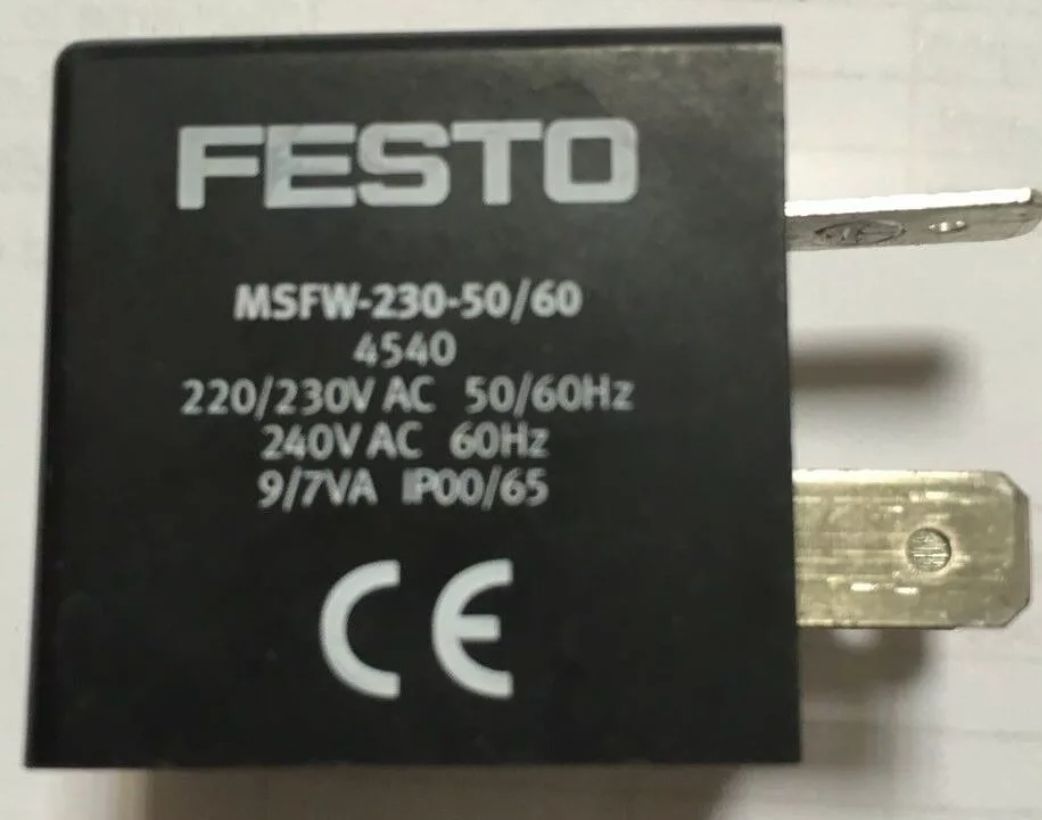 FESTO
MSFW-230-50/60
4540
220/230V AC 50/60Hz
240V AC 60Hz
9/7VA IP00/65
CE